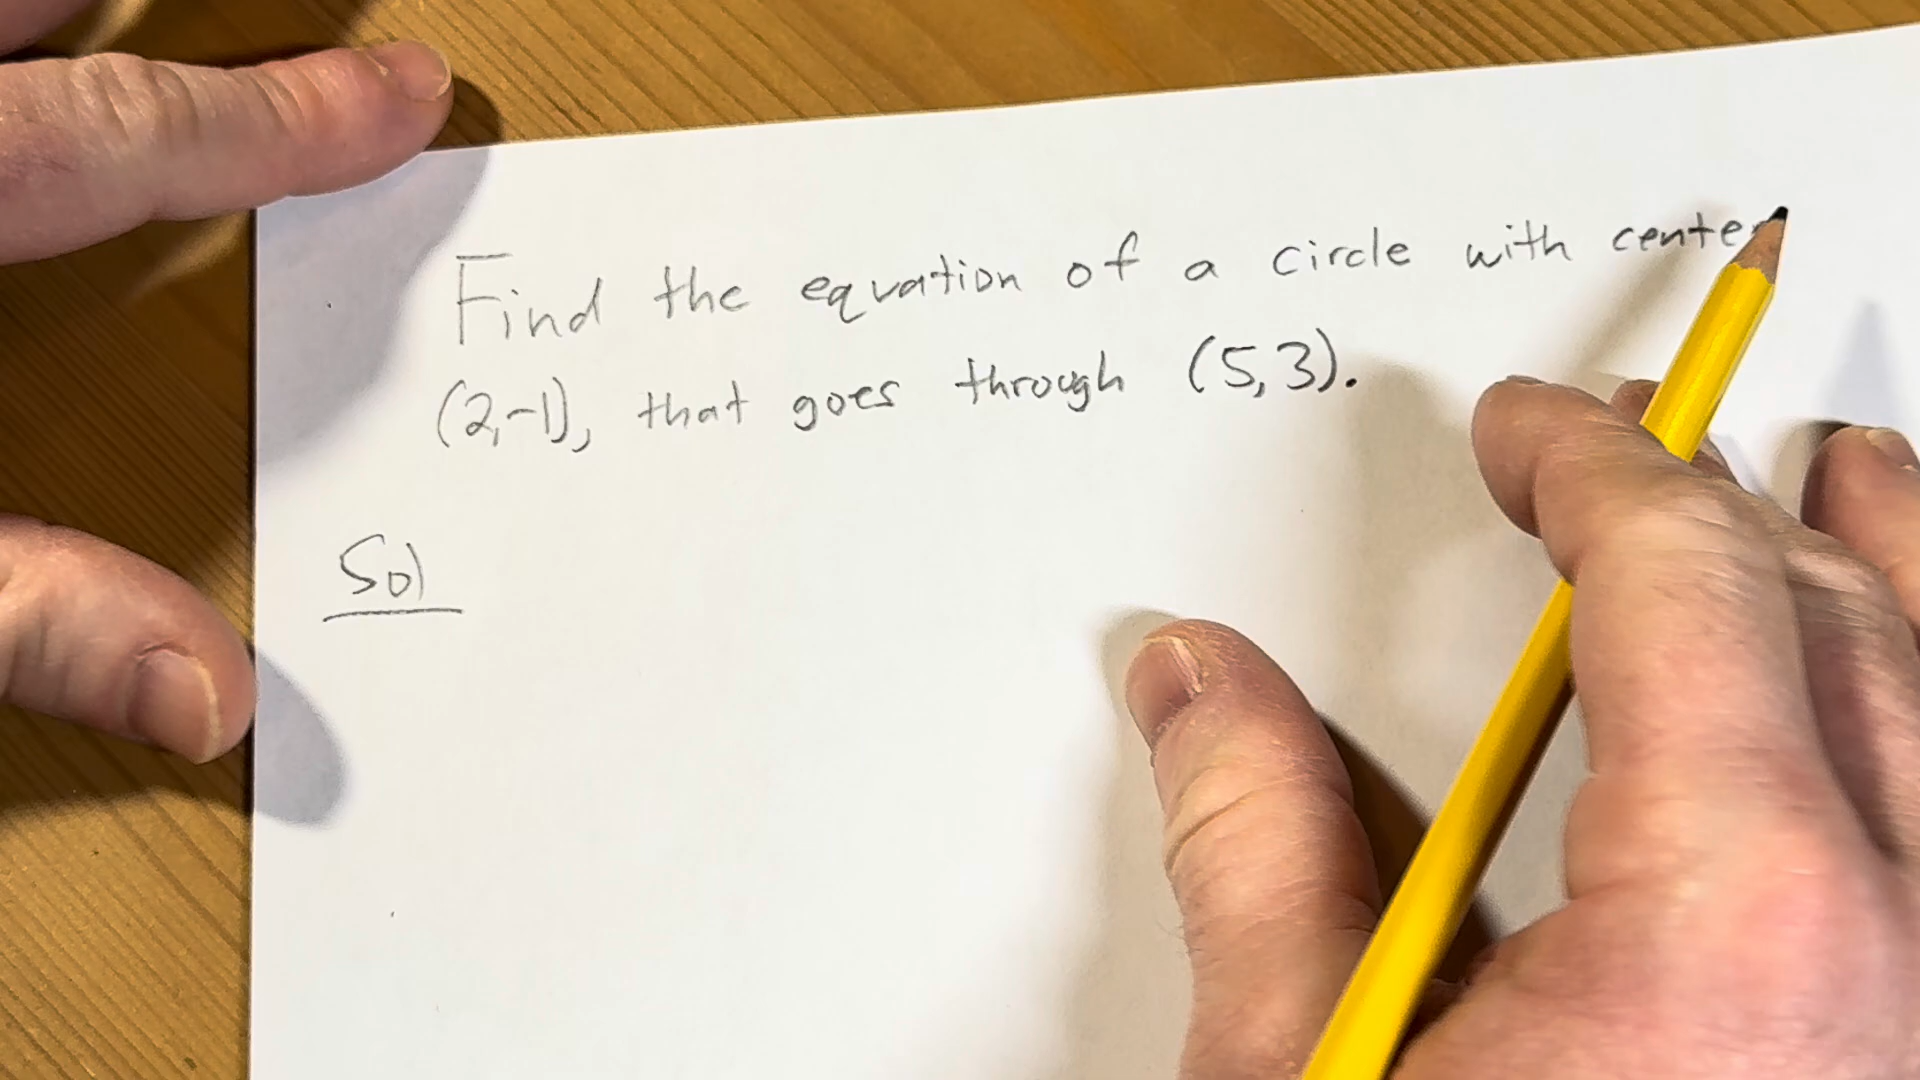 Find the equation of a circle with center
(2,-1), that goes through (5,3).
Sol